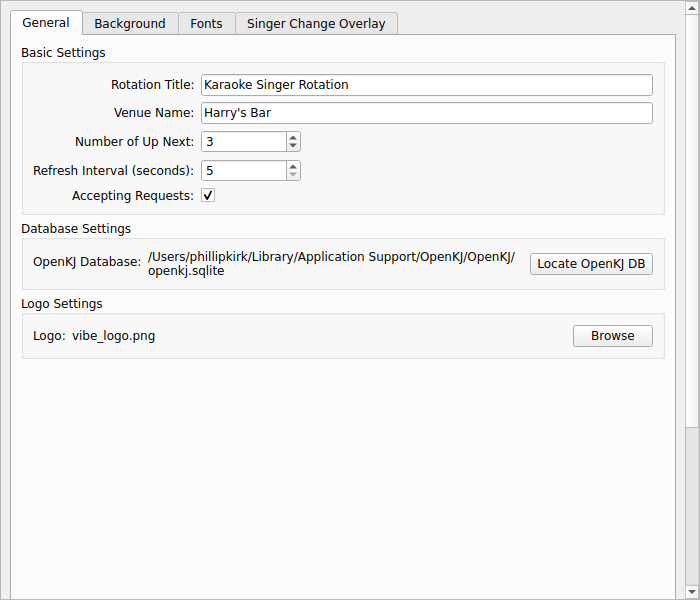 General Background Fonts Singer Change Overlay
Basic Settings
Rotation Title: Karaoke Singer Rotation
Venue Name: Harry's Bar
Number of Up Next: 3
Refresh Interval (seconds): 5
Accepting Requests:
Database Settings
OpenKJ Database: /Users/phillipkirk/Library/Application Support/OpenKJ/OpenKJ/
openkj.sqlite
Locate OpenKJ DB
Logo Settings
Logo: vibe_logo.png Browse